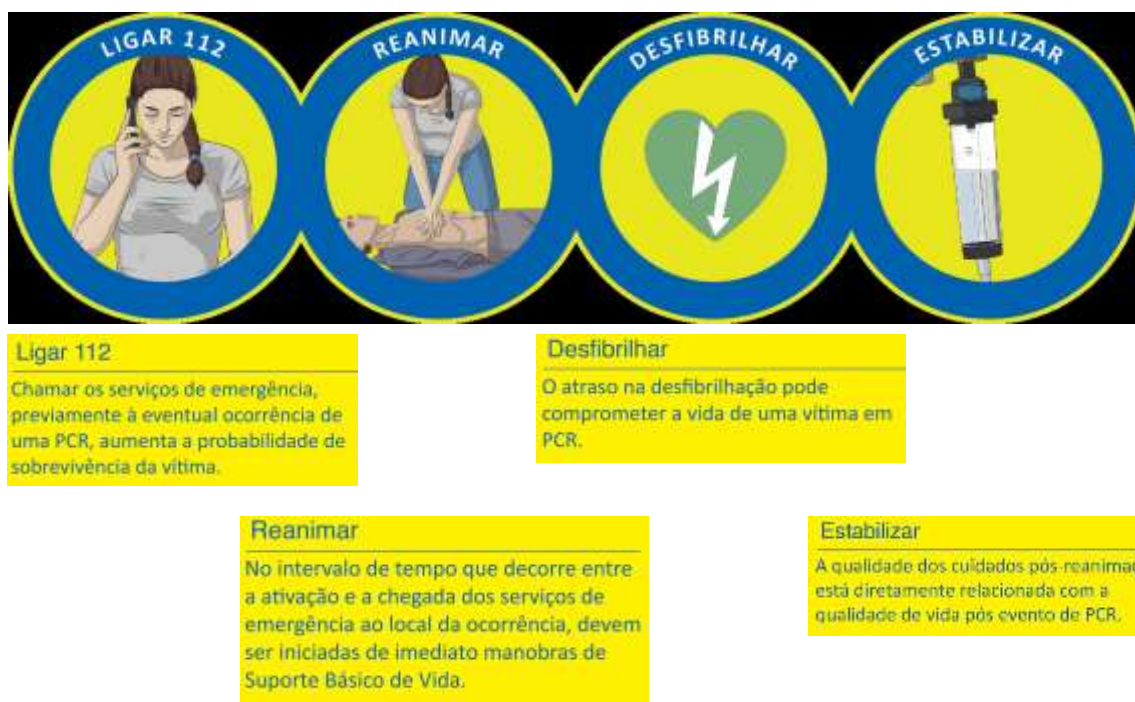 LIGAR 112
REANIMAR
DESFIBRILHAR
ESTABILIZAR
Ligar 112
Chamar os serviços de emergência,
previamente à eventual ocorrência de
uma PCR, aumenta a probabilidade de
sobrevivência da vítima.
Desfibrilhar
O atraso na desfibrilhação pode
comprometer a vida de uma vítima em
PCR.
Reanimar
No intervalo de tempo que decorre entre
a ativação e a chegada dos serviços de
emergência ao local da ocorrência, devem
ser iniciadas de imediato manobras de
Suporte Básico de Vida.
Estabilizar
A qualidade dos cuidados pós-reanimaç
está diretamente relacionada com a
qualidade de vida pós evento de PCR.